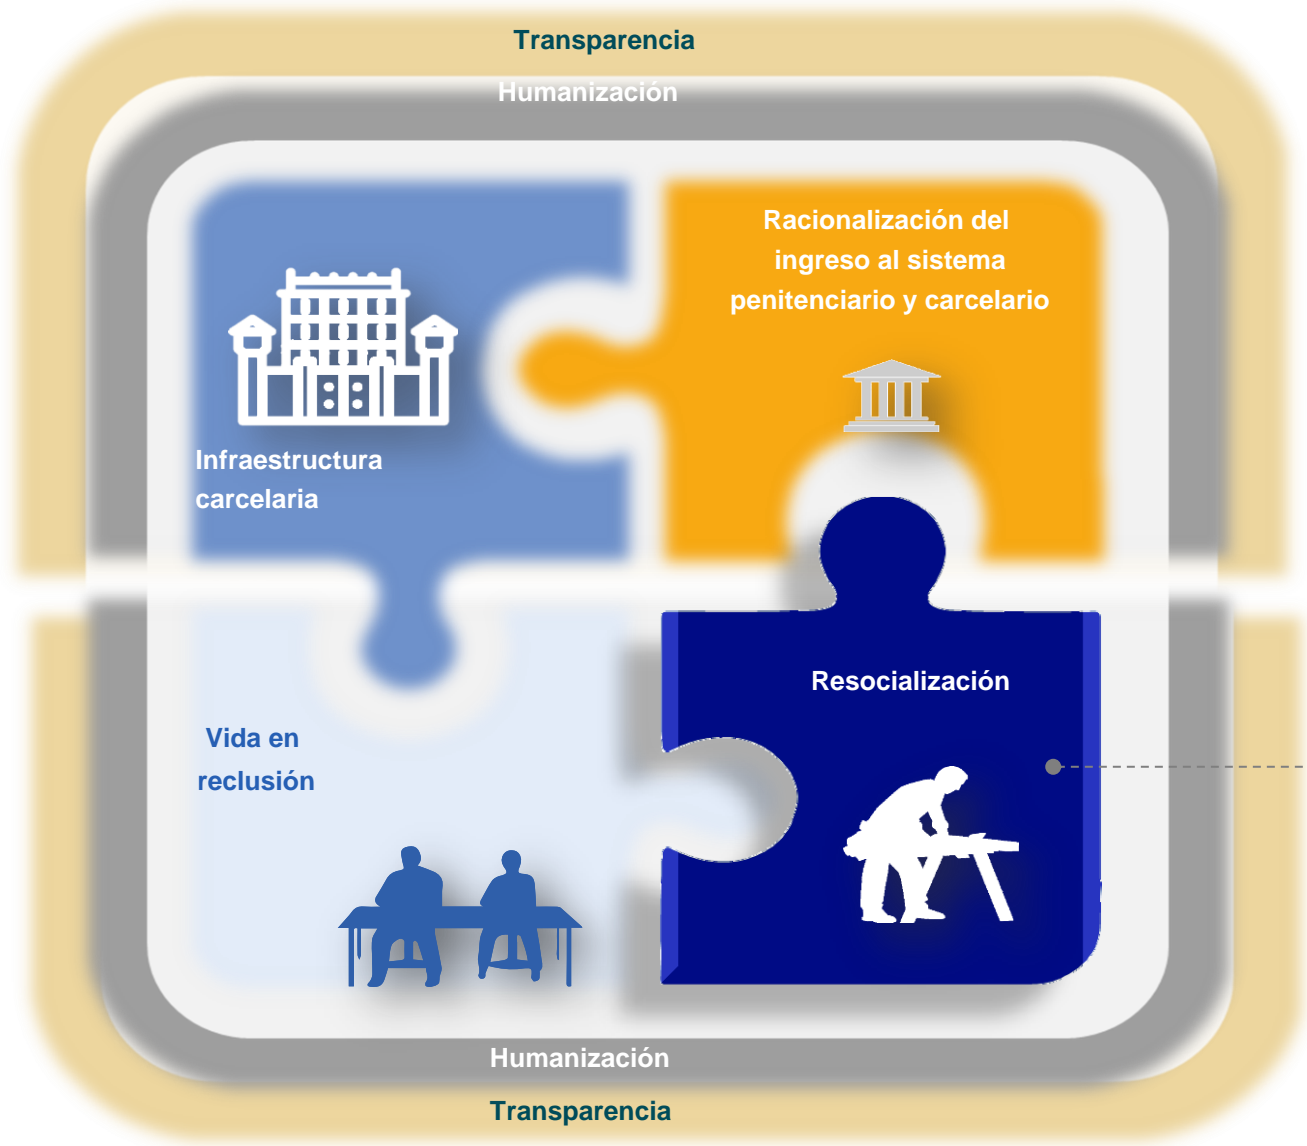 Transparencia
Humanización
Racionalización del
ingreso al sistema
penitenciario y carcelario
Infraestructura
carcelaria
Resocialización
Vida en
reclusión
Humanización
Transparencia